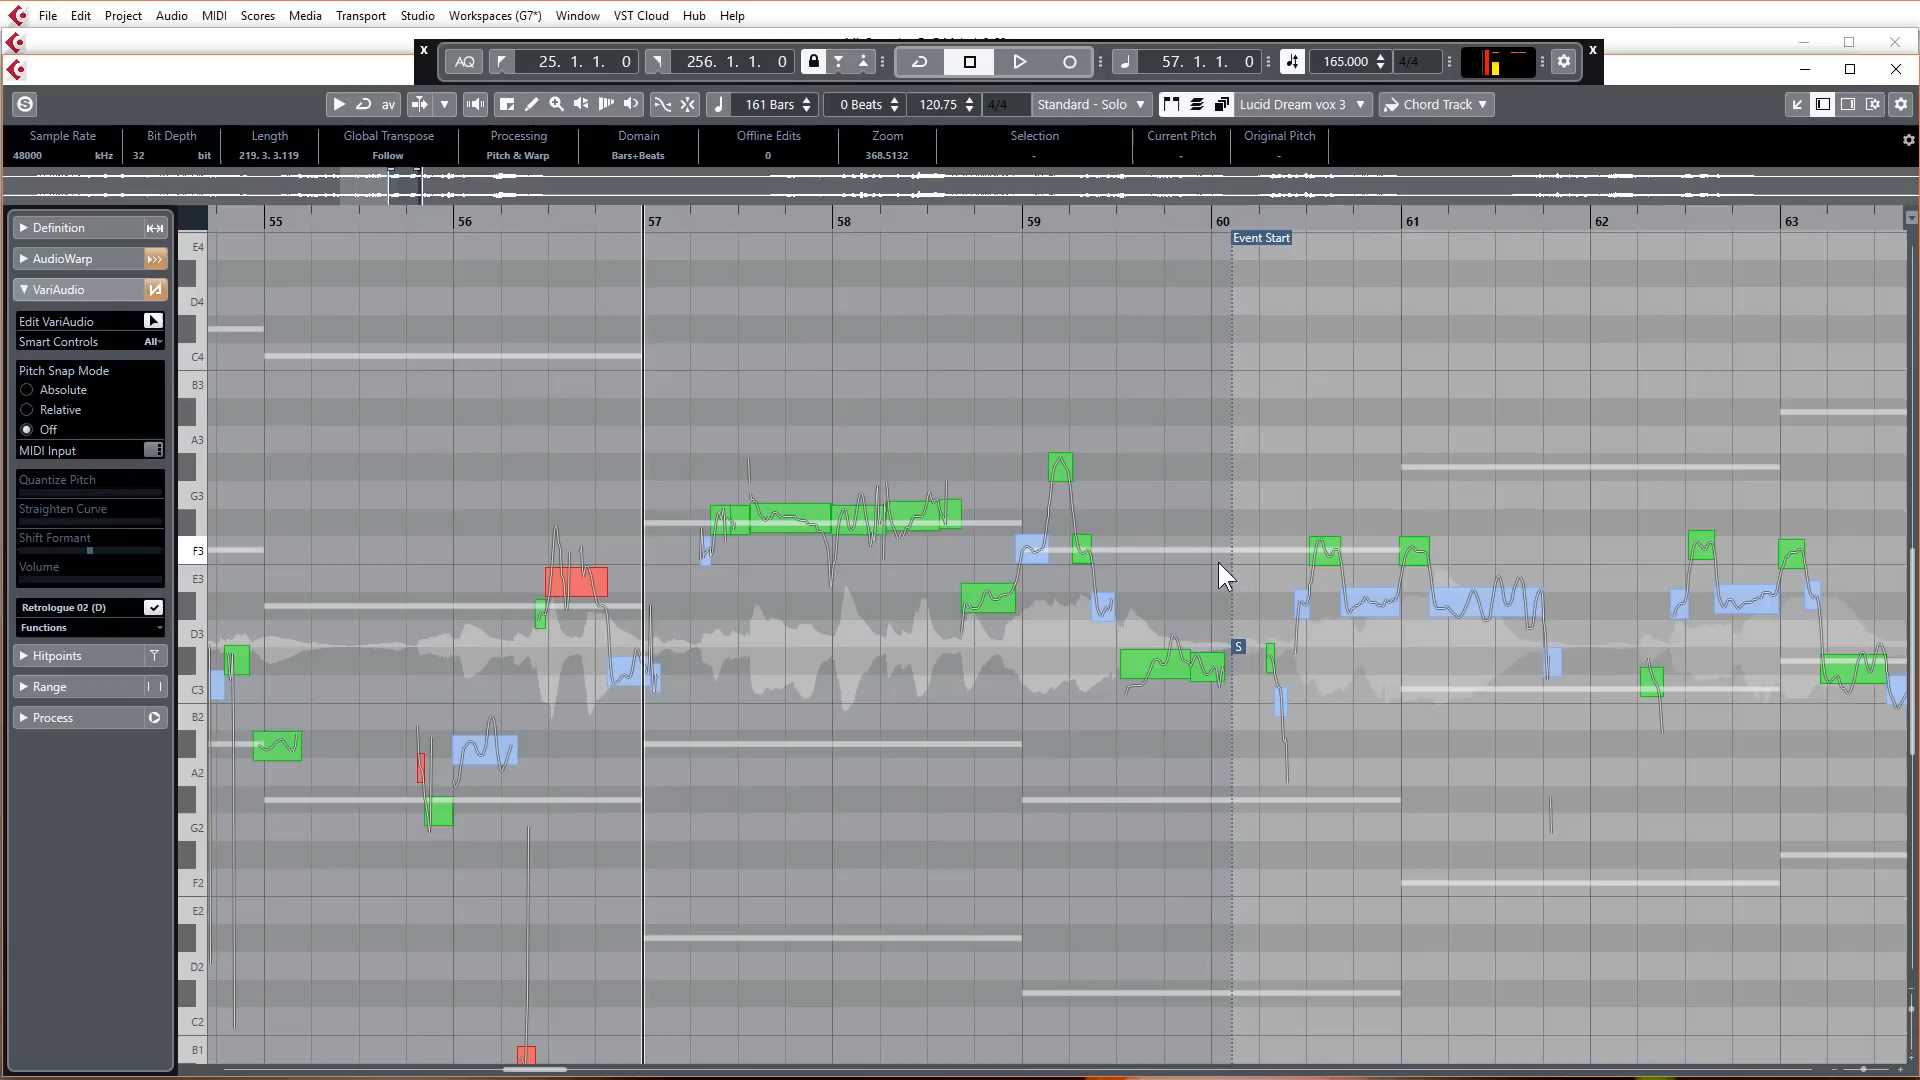 File Edit Project Audio MIDI Scores Media Transport Studio Workspaces (G7*) Window VST Cloud Hub Help
x AQ 25. 1. 1. 0 256. 1. 1. 0 57. 1. 1. 0 165.000 4/4 x
av 161 Bars 0 Beats 120.75 4/4 Standard - Solo Lucid Dream vox 3 Chord Track
Sample Rate Bit Depth Length Global Transpose Processing Domain Offline Edits Zoom Selection Current Pitch Original Pitch
48000 kHz 32 bit 219. 3. 3.119 Follow Pitch & Warp Bars+Beats 0 368.5132 - - -
55 56 57 58 59 60 61 62 63
Event Start
Definition
AudioWarp
VariAudio
Edit VariAudio
Smart Controls All
Pitch Snap Mode
Absolute
Relative
Off
MIDI Input
Quantize Pitch
Straighten Curve
Shift Formant
Volume
Retrologue 02 (D)
Functions
Hitpoints
Range
Process
E4
D4
C4
B3
A3
G3
F3
E3
D3
C3
B2
A2
G2
F2
E2
D2
C2
B1
S